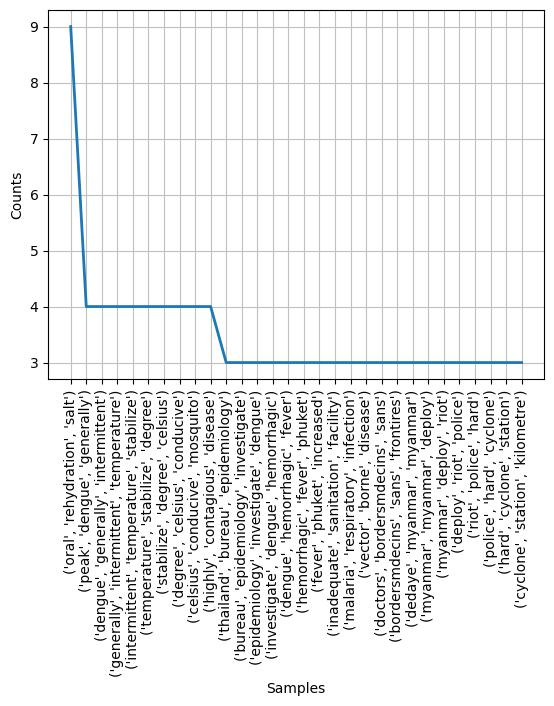 9
8
7
6
5
4
3
Counts
('oral', 'rehydration', 'salt')
('peak', 'dengue', 'generally')
('dengue', 'generally', 'intermittent')
('generally', 'intermittent', 'temperature')
('intermittent', 'temperature', 'stabilize')
('temperature', 'stabilize', 'degree')
('stabilize', 'degree', 'celsius')
('degree', 'celsius', 'conducive')
('celsius', 'conducive', 'mosquito')
('highly', 'contagious', 'disease')
('thailand', 'bureau', 'epidemiology')
('bureau', 'epidemiology', 'investigate')
('epidemiology', 'investigate', 'dengue')
('investigate', 'dengue', 'hemorrhagic')
('dengue', 'hemorrhagic', 'fever')
('hemorrhagic', 'fever', 'phuket')
('fever', 'phuket', 'increased')
('inadequate', 'sanitation', 'facility')
('malaria', 'respiratory', 'infection')
('vector', 'borne', 'disease')
('doctors', 'bordersmdecins', 'sans')
('bordersmdecins', 'sans', 'frontires')
('dedaye', 'myanmar', 'myanmar')
('myanmar', 'myanmar', 'deploy')
('myanmar', 'deploy', 'riot')
('deploy', 'riot', 'police')
('riot', 'police', 'hard')
('police', 'hard', 'cyclone')
('hard', 'cyclone', 'station')
('cyclone', 'station', 'kilometre')
Samples